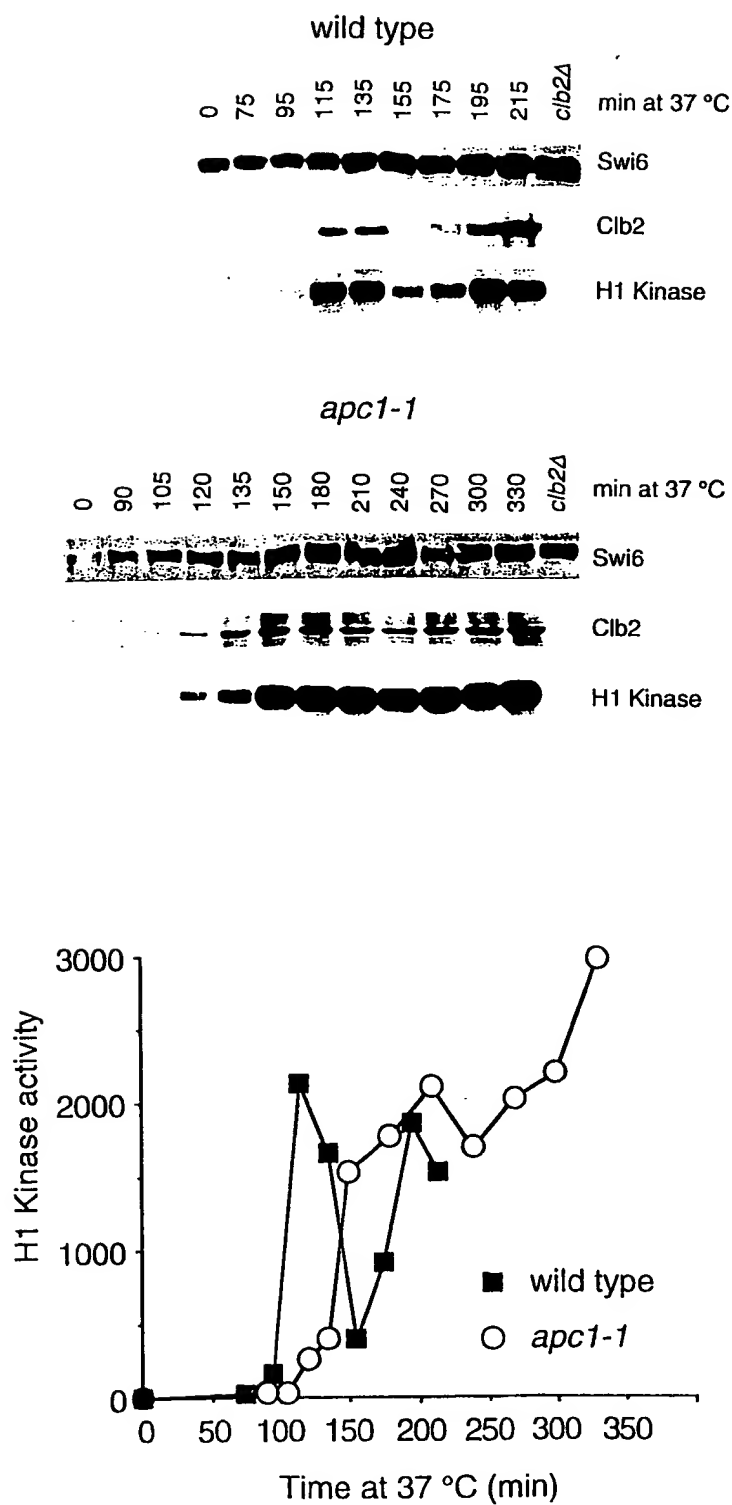 wild type
0 75 95 115 135 155 175 195 215 clb2Δ min at 37 °C
Swi6
Clb2
H1 Kinase
apc1-1
0 90 105 120 135 150 180 210 240 270 300 330 clb2Δ min at 37 °C
Swi6
Clb2
H1 Kinase
3000
2000
1000
0
H1 Kinase activity
wild type
apc1-1
0 50 100 150 200 250 300 350
Time at 37 °C (min)